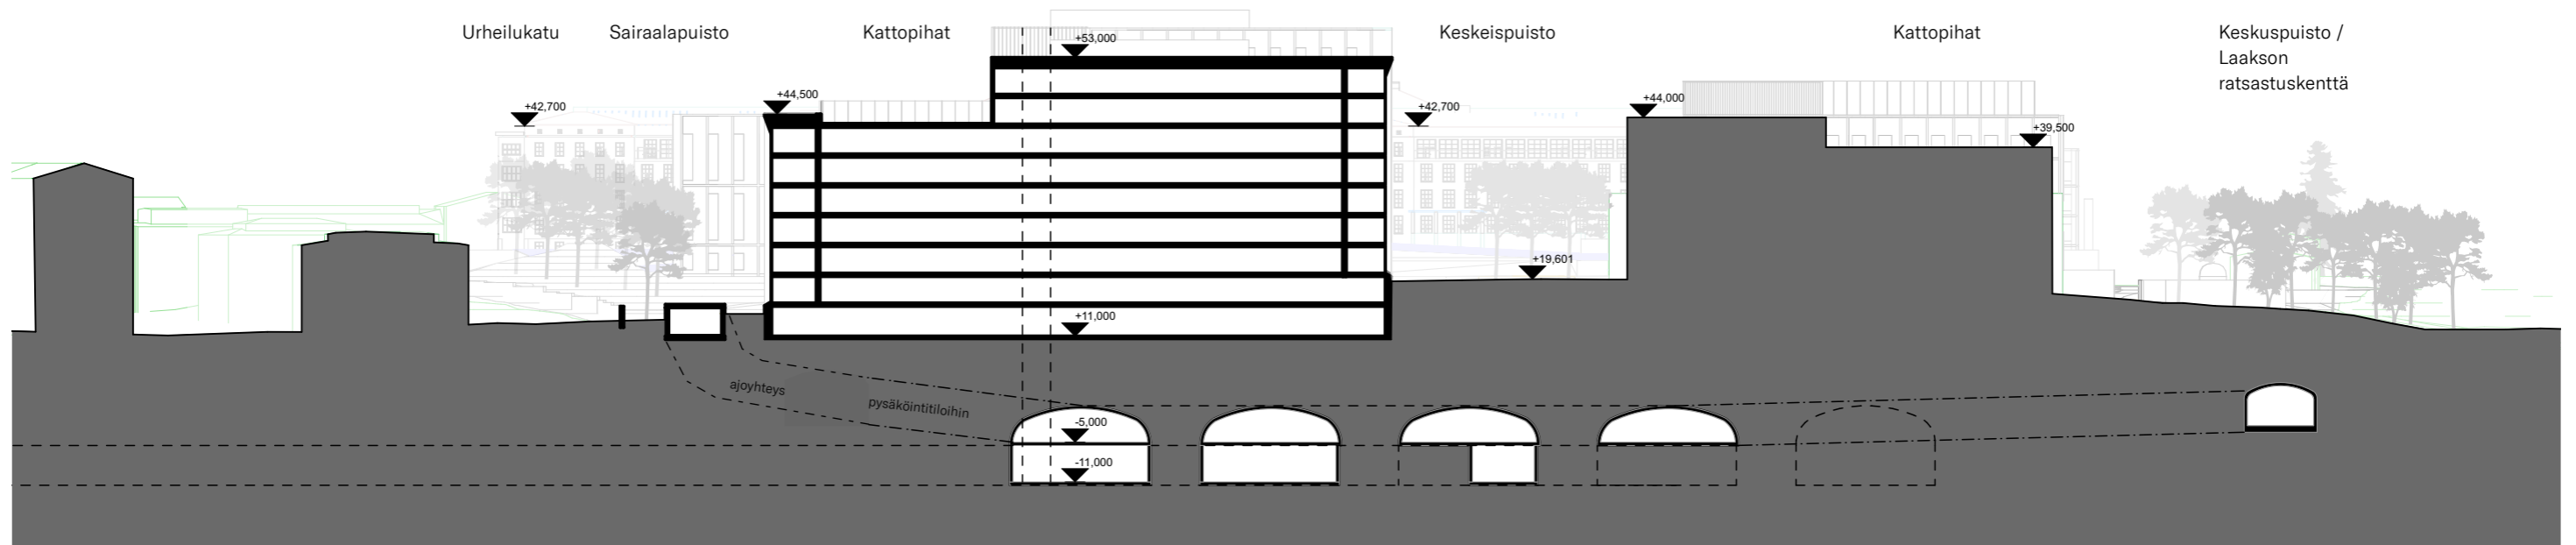 Urheilukatu
Sairaalapuisto
Kattopihat
Keskeispuisto
Kattopihat
Keskuspuisto /
Laakson
ratsastuskenttä
+53,000
+44,500
+42,700
+42,700
+44,000
+39,500
+19,601
+11,000
ajoyhteys
pysäköintitiloihin
-5,000
-11,000